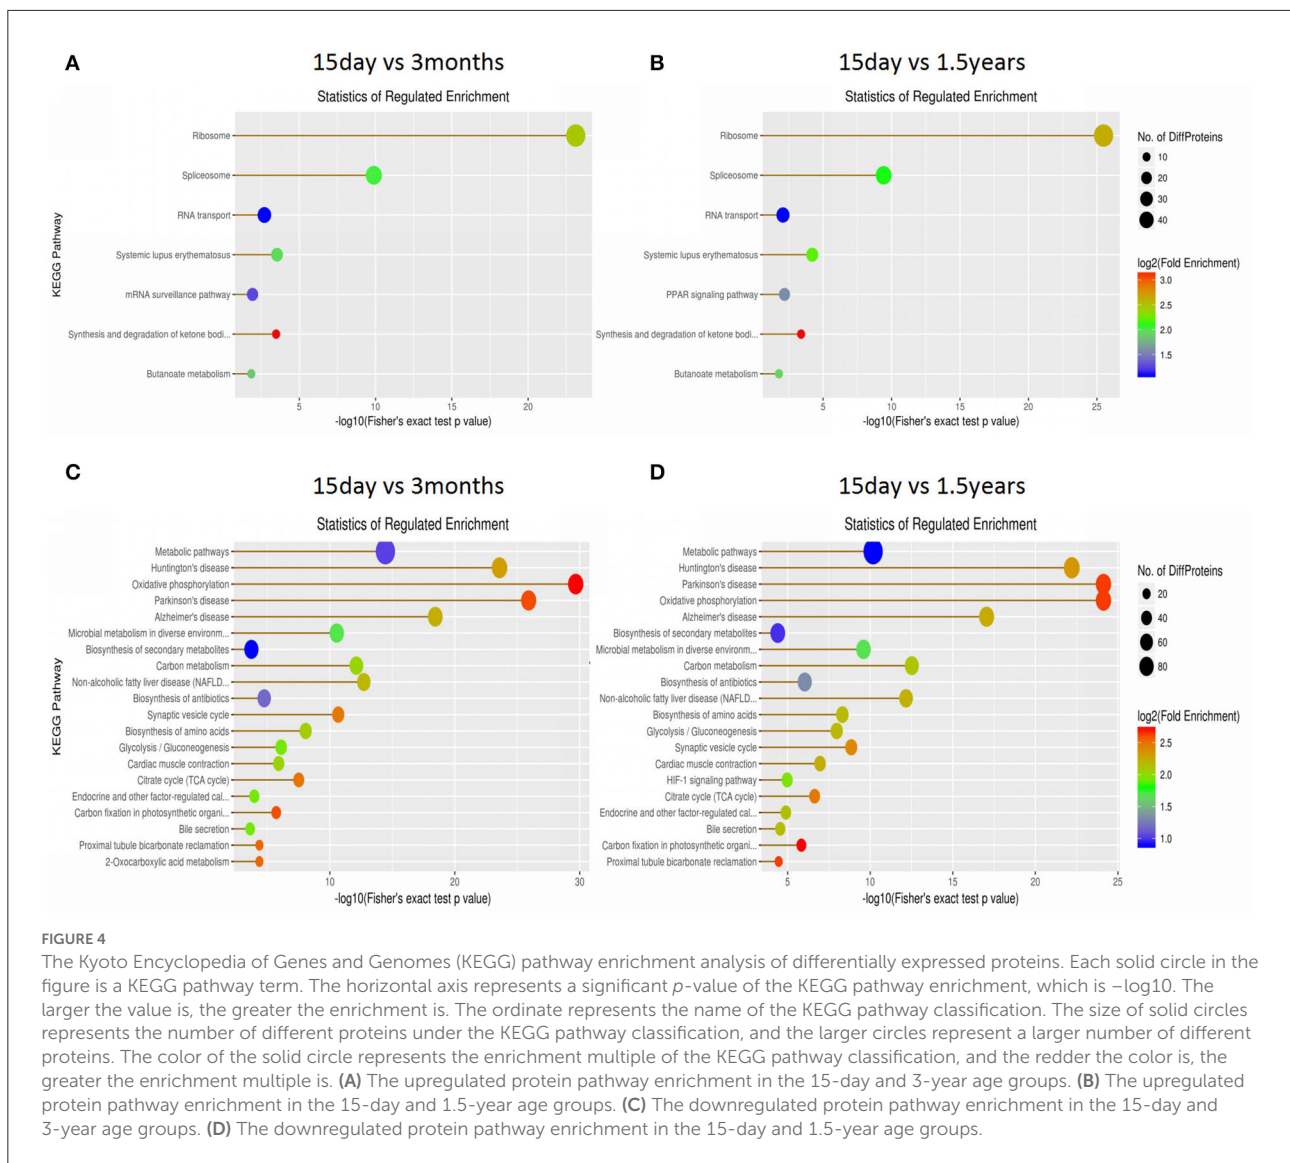 A
15day vs 3months
Statistics of Regulated Enrichment
KEGG Pathway
Ribosome
Spliceosome
RNA transport
Systemic lupus erythematosus
mRNA surveillance pathway
Synthesis and degradation of ketone bodi...
Butanoate metabolism
5
10
15
20
-log10(Fisher's exact test p value)
B
15day vs 1.5years
Statistics of Regulated Enrichment
Ribosome
Spliceosome
RNA transport
Systemic lupus erythematosus
PPAR signaling pathway
Synthesis and degradation of ketone bodi...
Butanoate metabolism
5
10
15
20
25
-log10(Fisher's exact test p value)
No. of DiffProteins
10
20
30
40
log2(Fold Enrichment)
3.0
2.5
2.0
1.5
C
15day vs 3months
Statistics of Regulated Enrichment
KEGG Pathway
Metabolic pathways
Huntington's disease
Oxidative phosphorylation
Parkinson's disease
Alzheimer's disease
Microbial metabolism in diverse environm...
Biosynthesis of secondary metabolites
Carbon metabolism
Non-alcoholic fatty liver disease (NAFLD...
Biosynthesis of antibiotics
Synaptic vesicle cycle
Biosynthesis of amino acids
Glycolysis / Gluconeogenesis
Cardiac muscle contraction
Citrate cycle (TCA cycle)
Endocrine and other factor-regulated cal...
Carbon fixation in photosynthetic organi...
Bile secretion
Proximal tubule bicarbonate reclamation
2-Oxocarboxylic acid metabolism
10
20
30
-log10(Fisher's exact test p value)
D
15day vs 1.5years
Statistics of Regulated Enrichment
Metabolic pathways
Huntington's disease
Parkinson's disease
Oxidative phosphorylation
Alzheimer's disease
Biosynthesis of secondary metabolites
Microbial metabolism in diverse environm...
Carbon metabolism
Biosynthesis of antibiotics
Non-alcoholic fatty liver disease (NAFLD...
Biosynthesis of amino acids
Glycolysis / Gluconeogenesis
Synaptic vesicle cycle
Cardiac muscle contraction
HIF-1 signaling pathway
Citrate cycle (TCA cycle)
Endocrine and other factor-regulated cal...
Bile secretion
Carbon fixation in photosynthetic organi...
Proximal tubule bicarbonate reclamation
5
10
15
20
25
-log10(Fisher's exact test p value)
No. of DiffProteins
20
40
60
80
log2(Fold Enrichment)
2.5
2.0
1.5
1.0
FIGURE 4
The Kyoto Encyclopedia of Genes and Genomes (KEGG) pathway enrichment analysis of differentially expressed proteins. Each solid circle in the
figure is a KEGG pathway term. The horizontal axis represents a significant p-value of the KEGG pathway enrichment, which is –log10. The
larger the value is, the greater the enrichment is. The ordinate represents the name of the KEGG pathway classification. The size of solid circles
represents the number of different proteins under the KEGG pathway classification, and the larger circles represent a larger number of different
proteins. The color of the solid circle represents the enrichment multiple of the KEGG pathway classification, and the redder the color is, the
greater the enrichment multiple is. (A) The upregulated protein pathway enrichment in the 15-day and 3-year age groups. (B) The upregulated
protein pathway enrichment in the 15-day and 1.5-year age groups. (C) The downregulated protein pathway enrichment in the 15-day and
3-year age groups. (D) The downregulated protein pathway enrichment in the 15-day and 1.5-year age groups.